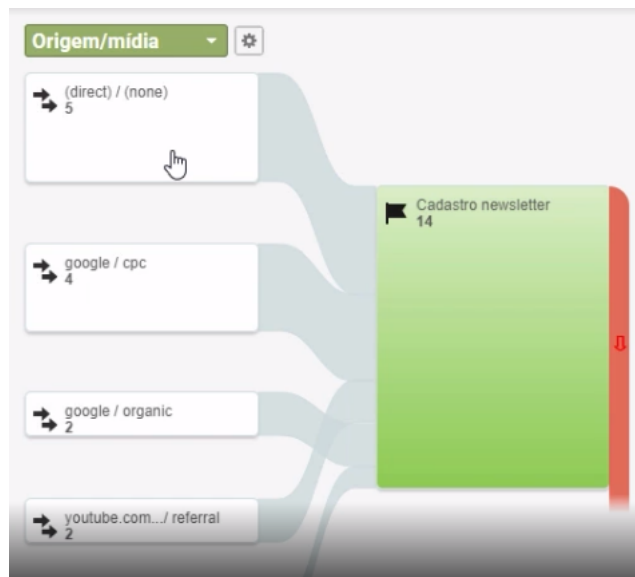 Origem/mídia
(direct) / (none)
5
Cadastro newsletter
14
google / cpc
4
google / organic
2
youtube.com.../ referral
2